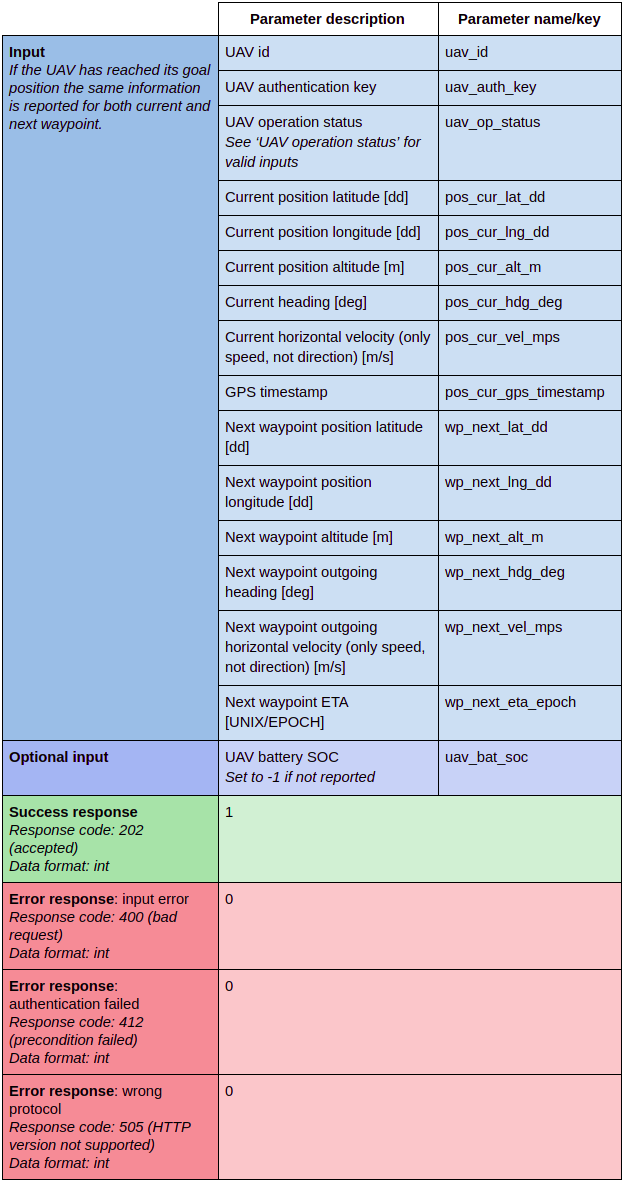 Parameter description Parameter name/key
Input
If the UAV has reached its goal
position the same information
is reported for both current and
next waypoint.
UAV id uav_id
UAV authentication key uav_auth_key
UAV operation status uav_op_status
See ‘UAV operation status’ for
valid inputs
Current position latitude [dd] pos_cur_lat_dd
Current position longitude [dd] pos_cur_lng_dd
Current position altitude [m] pos_cur_alt_m
Current heading [deg] pos_cur_hdg_deg
Current horizontal velocity (only pos_cur_vel_mps
speed, not direction) [m/s]
GPS timestamp pos_cur_gps_timestamp
Next waypoint position latitude wp_next_lat_dd
[dd]
Next waypoint position wp_next_lng_dd
longitude [dd]
Next waypoint altitude [m] wp_next_alt_m
Next waypoint outgoing wp_next_hdg_deg
heading [deg]
Next waypoint outgoing wp_next_vel_mps
horizontal velocity (only speed,
not direction) [m/s]
Next waypoint ETA wp_next_eta_epoch
[UNIX/EPOCH]
Optional input UAV battery SOC uav_bat_soc
Set to -1 if not reported
Success response 1
Response code: 202
(accepted)
Data format: int
Error response: input error 0
Response code: 400 (bad
request)
Data format: int
Error response: 0
authentication failed
Response code: 412
(precondition failed)
Data format: int
Error response: wrong 0
protocol
Response code: 505 (HTTP
version not supported)
Data format: int